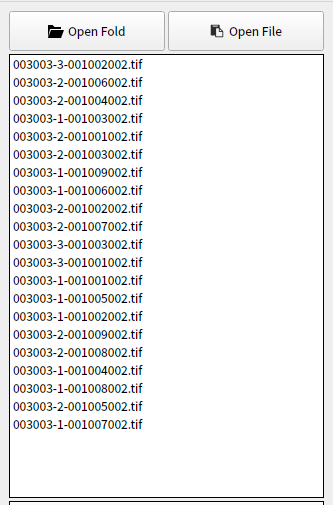 Open Fold
Open File
003003-3-001002002.tif
003003-2-001006002.tif
003003-2-001004002.tif
003003-1-001003002.tif
003003-2-001001002.tif
003003-2-001003002.tif
003003-1-001009002.tif
003003-1-001006002.tif
003003-2-001002002.tif
003003-2-001007002.tif
003003-3-001003002.tif
003003-3-001001002.tif
003003-1-001001002.tif
003003-1-001005002.tif
003003-1-001002002.tif
003003-2-001009002.tif
003003-2-001008002.tif
003003-1-001004002.tif
003003-1-001008002.tif
003003-2-001005002.tif
003003-1-001007002.tif